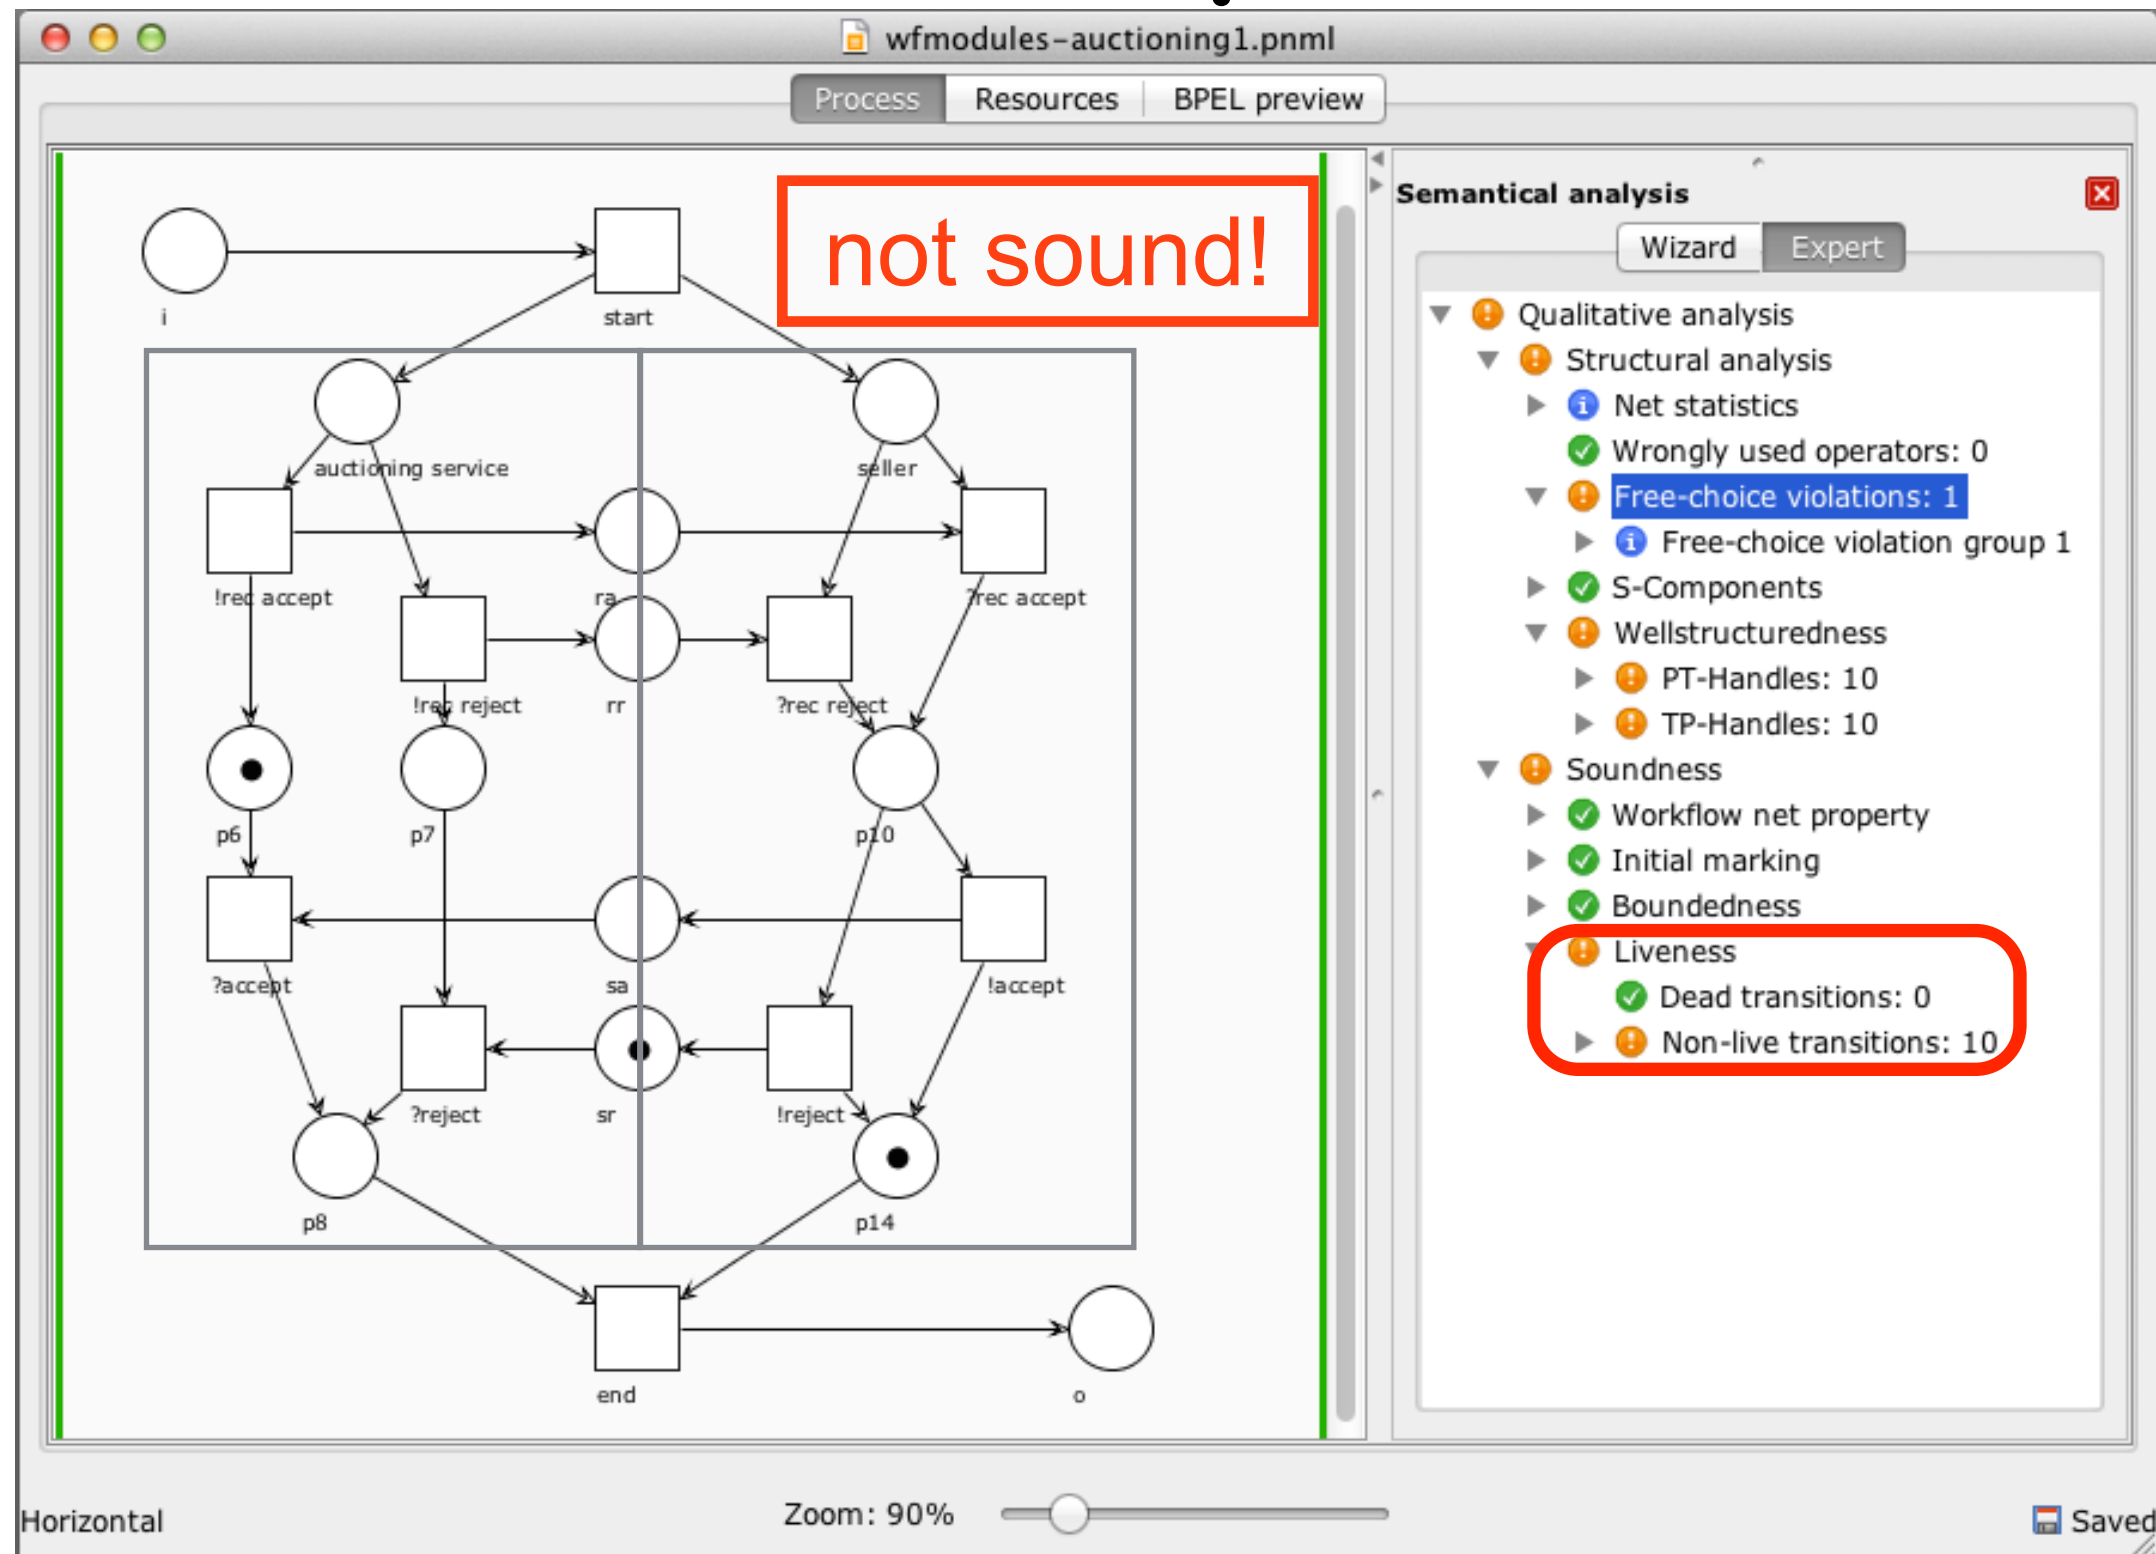 wfmodules-auctioning1.pnml
Process Resources BPEL preview
not sound!
i
start
auctioning service
seller
!rec accept
ra
?rec accept
!rec reject
rr
?rec reject
p6
p7
p10
?accept
sa
!accept
?reject
sr
!reject
p8
p14
end
o
Semantical analysis
Wizard Expert
Qualitative analysis
Structural analysis
Net statistics
Wrongly used operators: 0
Free-choice violations: 1
Free-choice violation group 1
S-Components
Wellstructuredness
PT-Handles: 10
TP-Handles: 10
Soundness
Workflow net property
Initial marking
Boundedness
Liveness
Dead transitions: 0
Non-live transitions: 10
Horizontal
Zoom: 90%
Saved